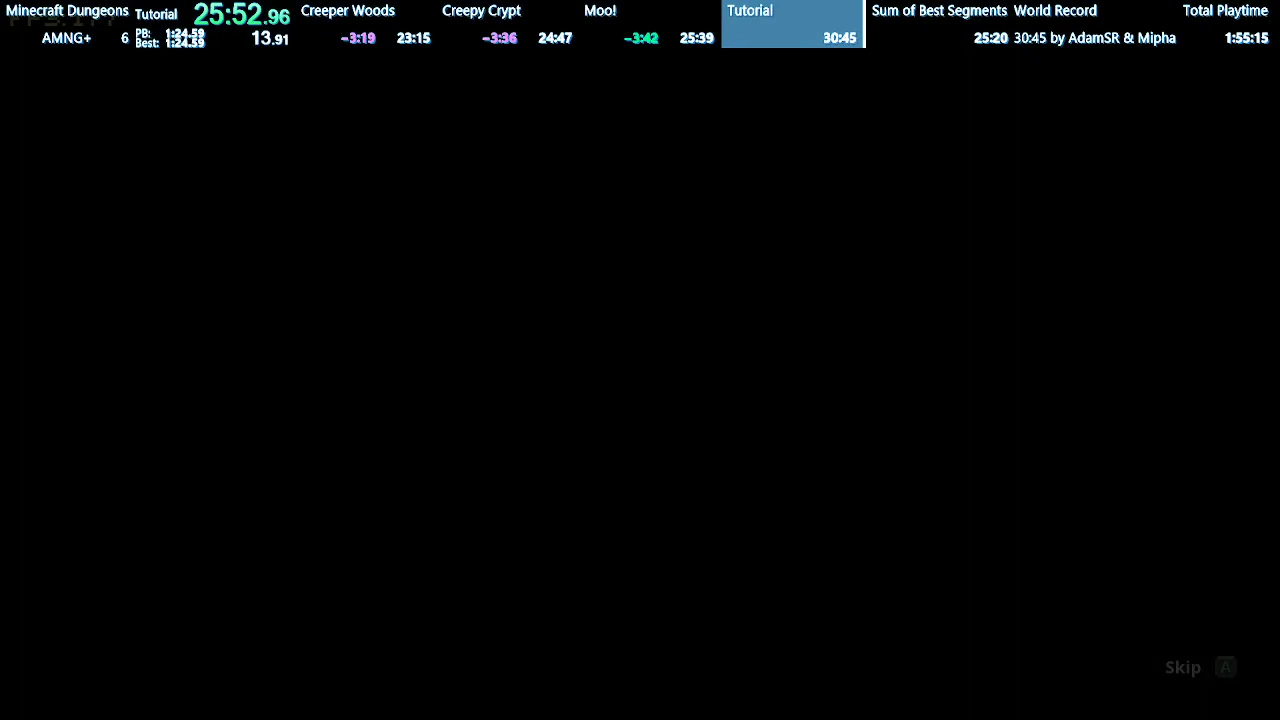 Minecraft Dungeons
AMNG+ 6
Tutorial 25:52.96
PB: 1:24.59
Best: 1:24.59
13.91
Creeper Woods
-3:19 23:15
Creepy Crypt
-3:36 24:47
Moo!
-3:42 25:39
Tutorial
30:45
Sum of Best Segments
25:20
World Record
30:45 by AdamSR & Mipha
Total Playtime
1:55:15
Skip A